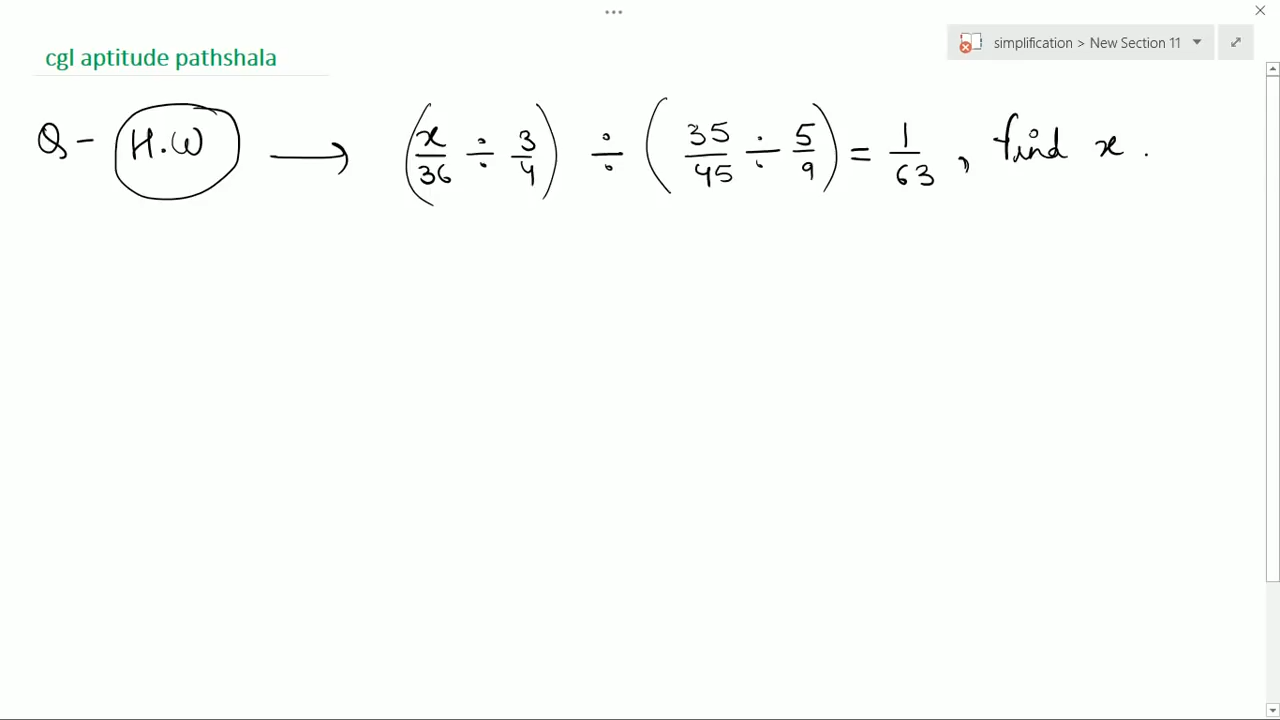 simplification > New Section 11
cgl aptitude pathshala
Q - H.W → (x/36 ÷ 3/4) ÷ (35/45 ÷ 5/9) = 1/63, find x.